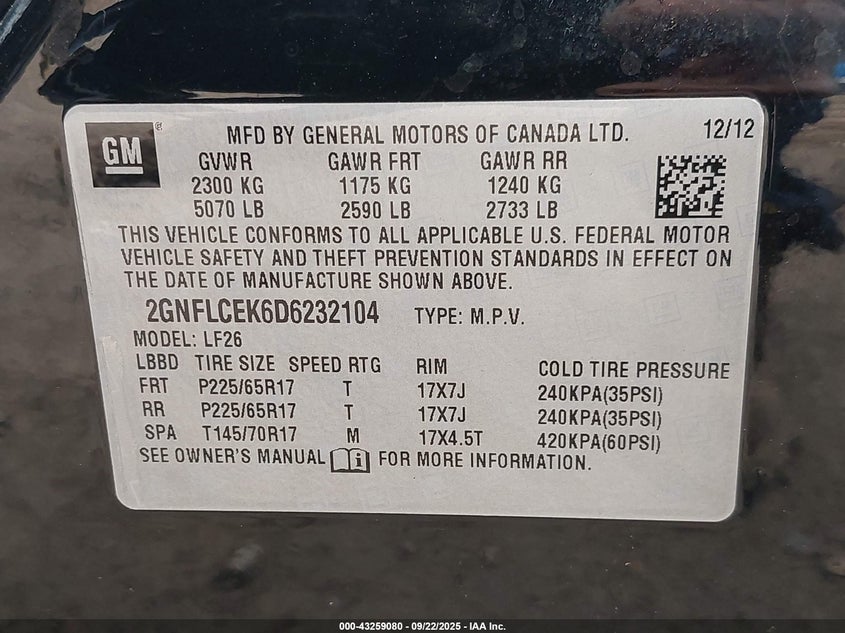 GM ® MFD BY GENERAL MOTORS OF CANADA LTD. 12/12
GVWR GAWR FRT GAWR RR
2300 KG 1175 KG 1240 KG
5070 LB 2590 LB 2733 LB
THIS VEHICLE CONFORMS TO ALL APPLICABLE U.S. FEDERAL MOTOR
VEHICLE SAFETY AND THEFT PREVENTION STANDARDS IN EFFECT ON
THE DATE OF MANUFACTURE SHOWN ABOVE.
2GNFLCEK6D6232104 TYPE: M.P.V.
MODEL: LF26
LBBD TIRE SIZE SPEED RTG RIM COLD TIRE PRESSURE
FRT P225/65R17 T 17X7J 240KPA(35PSI)
RR P225/65R17 T 17X7J 240KPA(35PSI)
SPA T145/70R17 M 17X4.5T 420KPA(60PSI)
SEE OWNER'S MANUAL i FOR MORE INFORMATION.
000-43259080 - 09/22/2025 - IAA Inc.